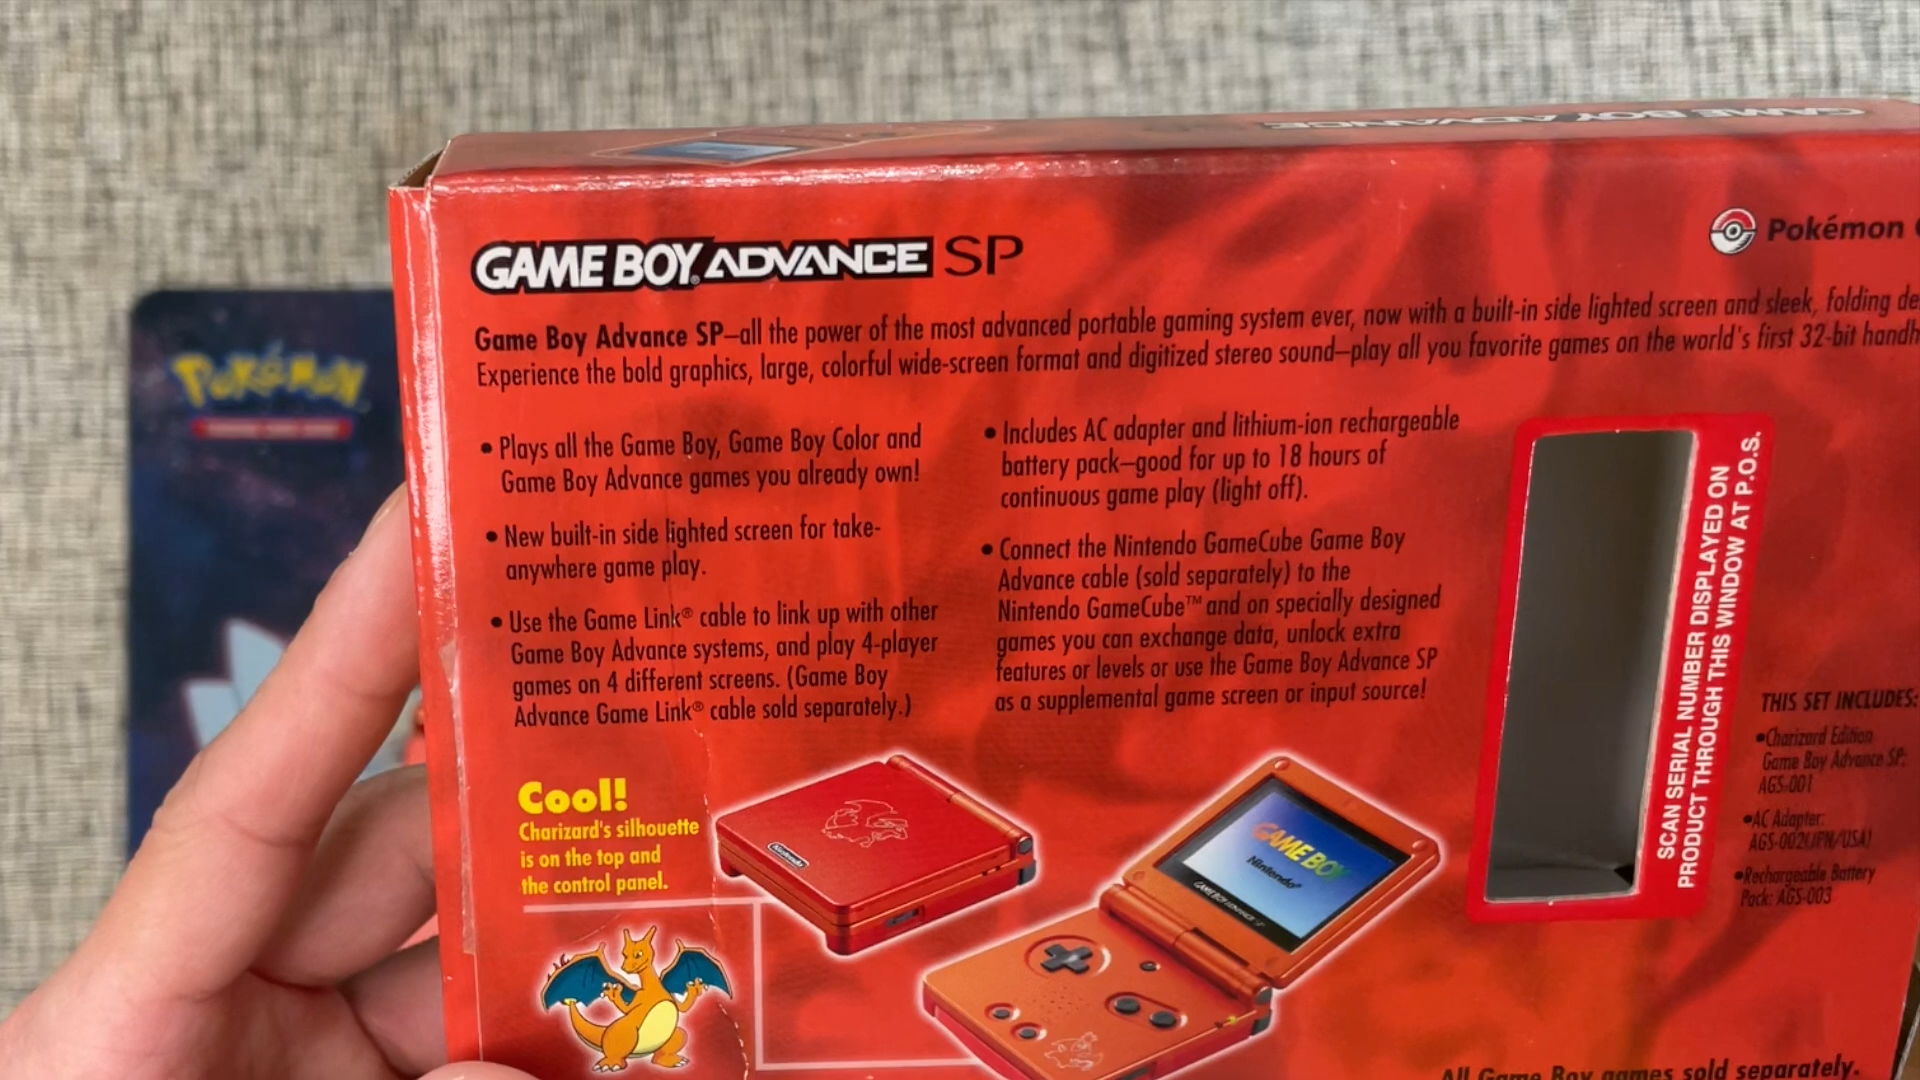 GAME BOY ADVANCE
GAME BOY ADVANCE SP
Pokémon
Game Boy Advance SP—all the power of the most advanced portable gaming system ever, now with a built-in side lighted screen and sleek, folding
Experience the bold graphics, large, colorful wide-screen format and digitized stereo sound—play all you favorite games on the world's first 32-bit
Pokémon
• Plays all the Game Boy, Game Boy Color and
Game Boy Advance games you already own!
• New built-in side lighted screen for take-
anywhere game play.
• Use the Game Link® cable to link up with other
Game Boy Advance systems, and play 4-player
games on 4 different screens. (Game Boy
Advance Game Link® cable sold separately.)
• Includes AC adapter and lithium-ion rechargeable
battery pack—good for up to 18 hours of
continuous game play (light off).
• Connect the Nintendo GameCube Game Boy
Advance cable (sold separately) to the
Nintendo GameCube™ and on specially designed
games you can exchange data, unlock extra
features or levels or use the Game Boy Advance SP
as a supplemental game screen or input source!
SCAN SERIAL NUMBER DISPLAYED ON
PRODUCT THROUGH THIS WINDOW AT P.O.S.
THIS SET INCLUDES:
•Charizard Edition
Game Boy Advance SP:
AGS-001
•AC Adapter:
AGS-002(JPN/USA)
•Rechargeable Battery
Pack: AGS-003
Cool!
Charizard's silhouette
is on the top and
the control panel.
Nintendo
GAME BOY
Nintendo®
GAME BOY ADVANCE SP
All Game Boy games sold separately.